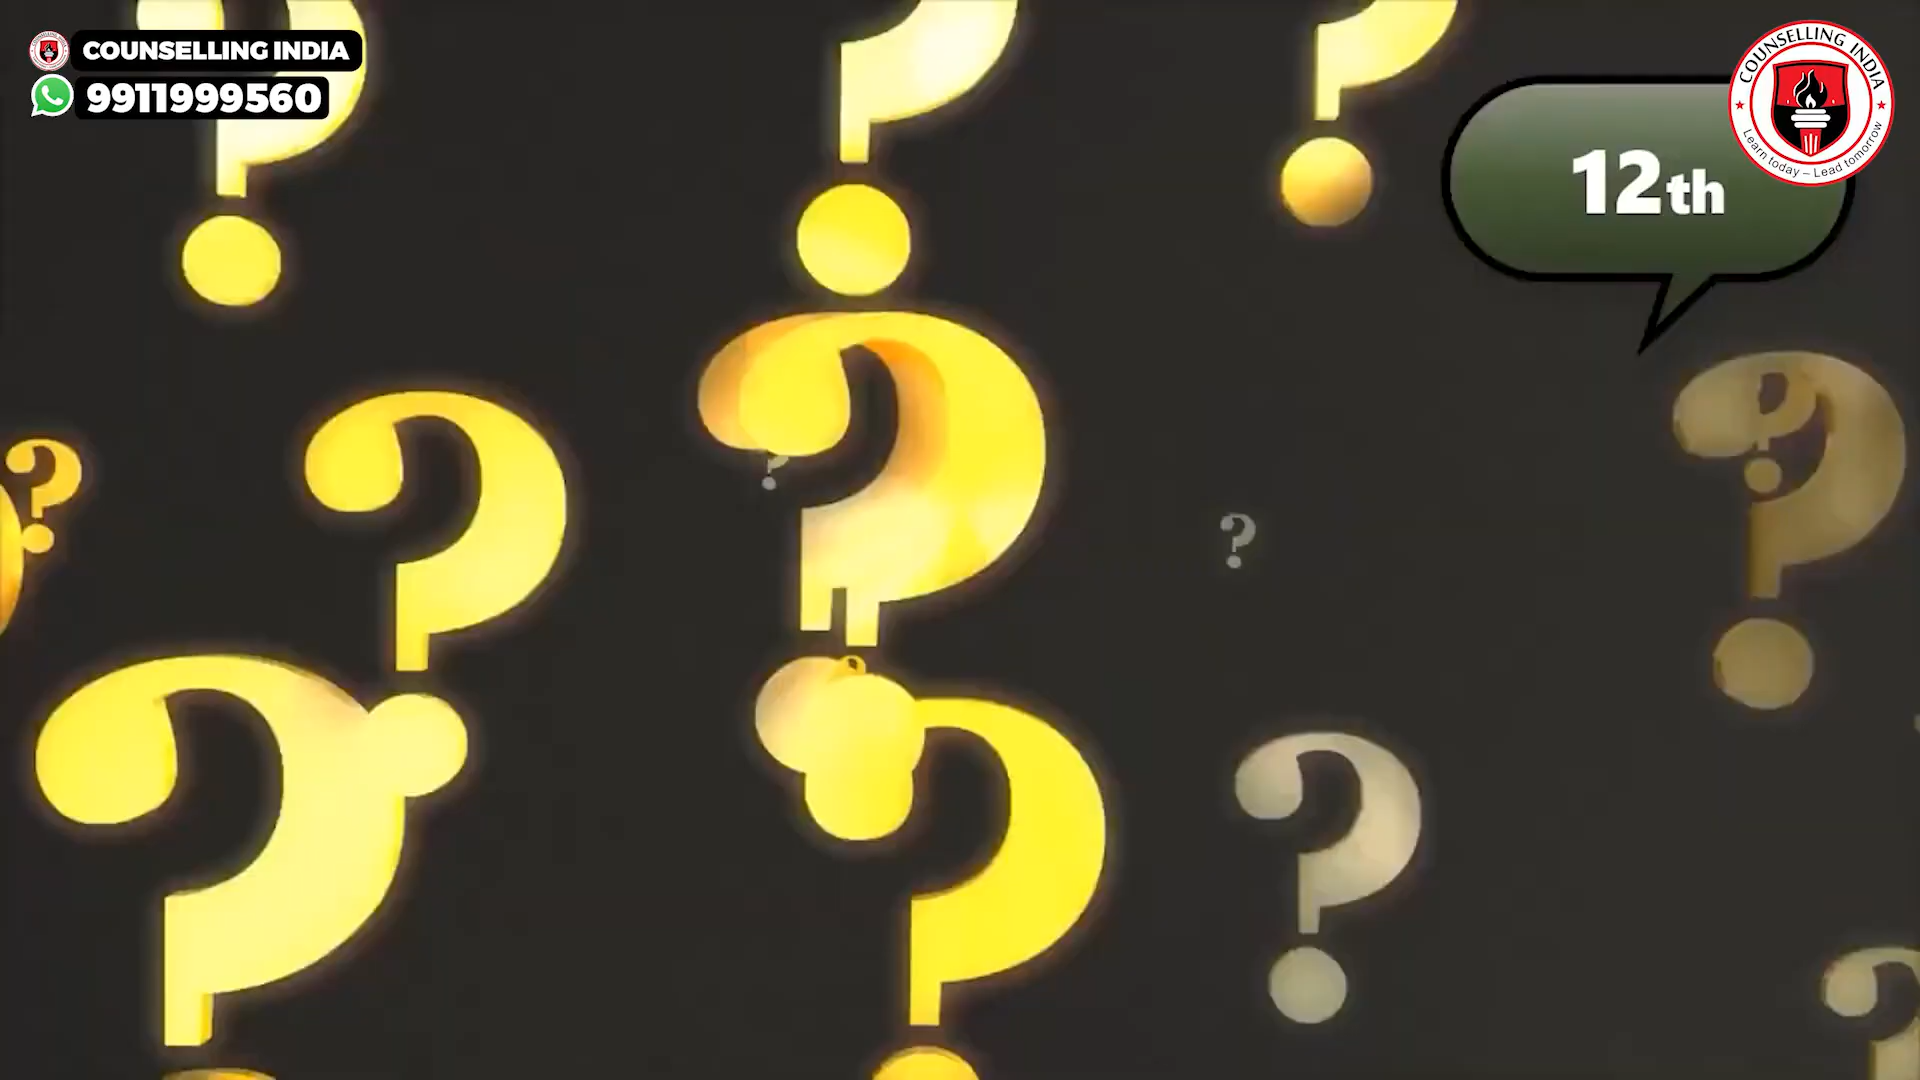 COUNSELLING INDIA
9911999560
12th
COUNSELLING INDIA
Learn today – Lead tomorrow